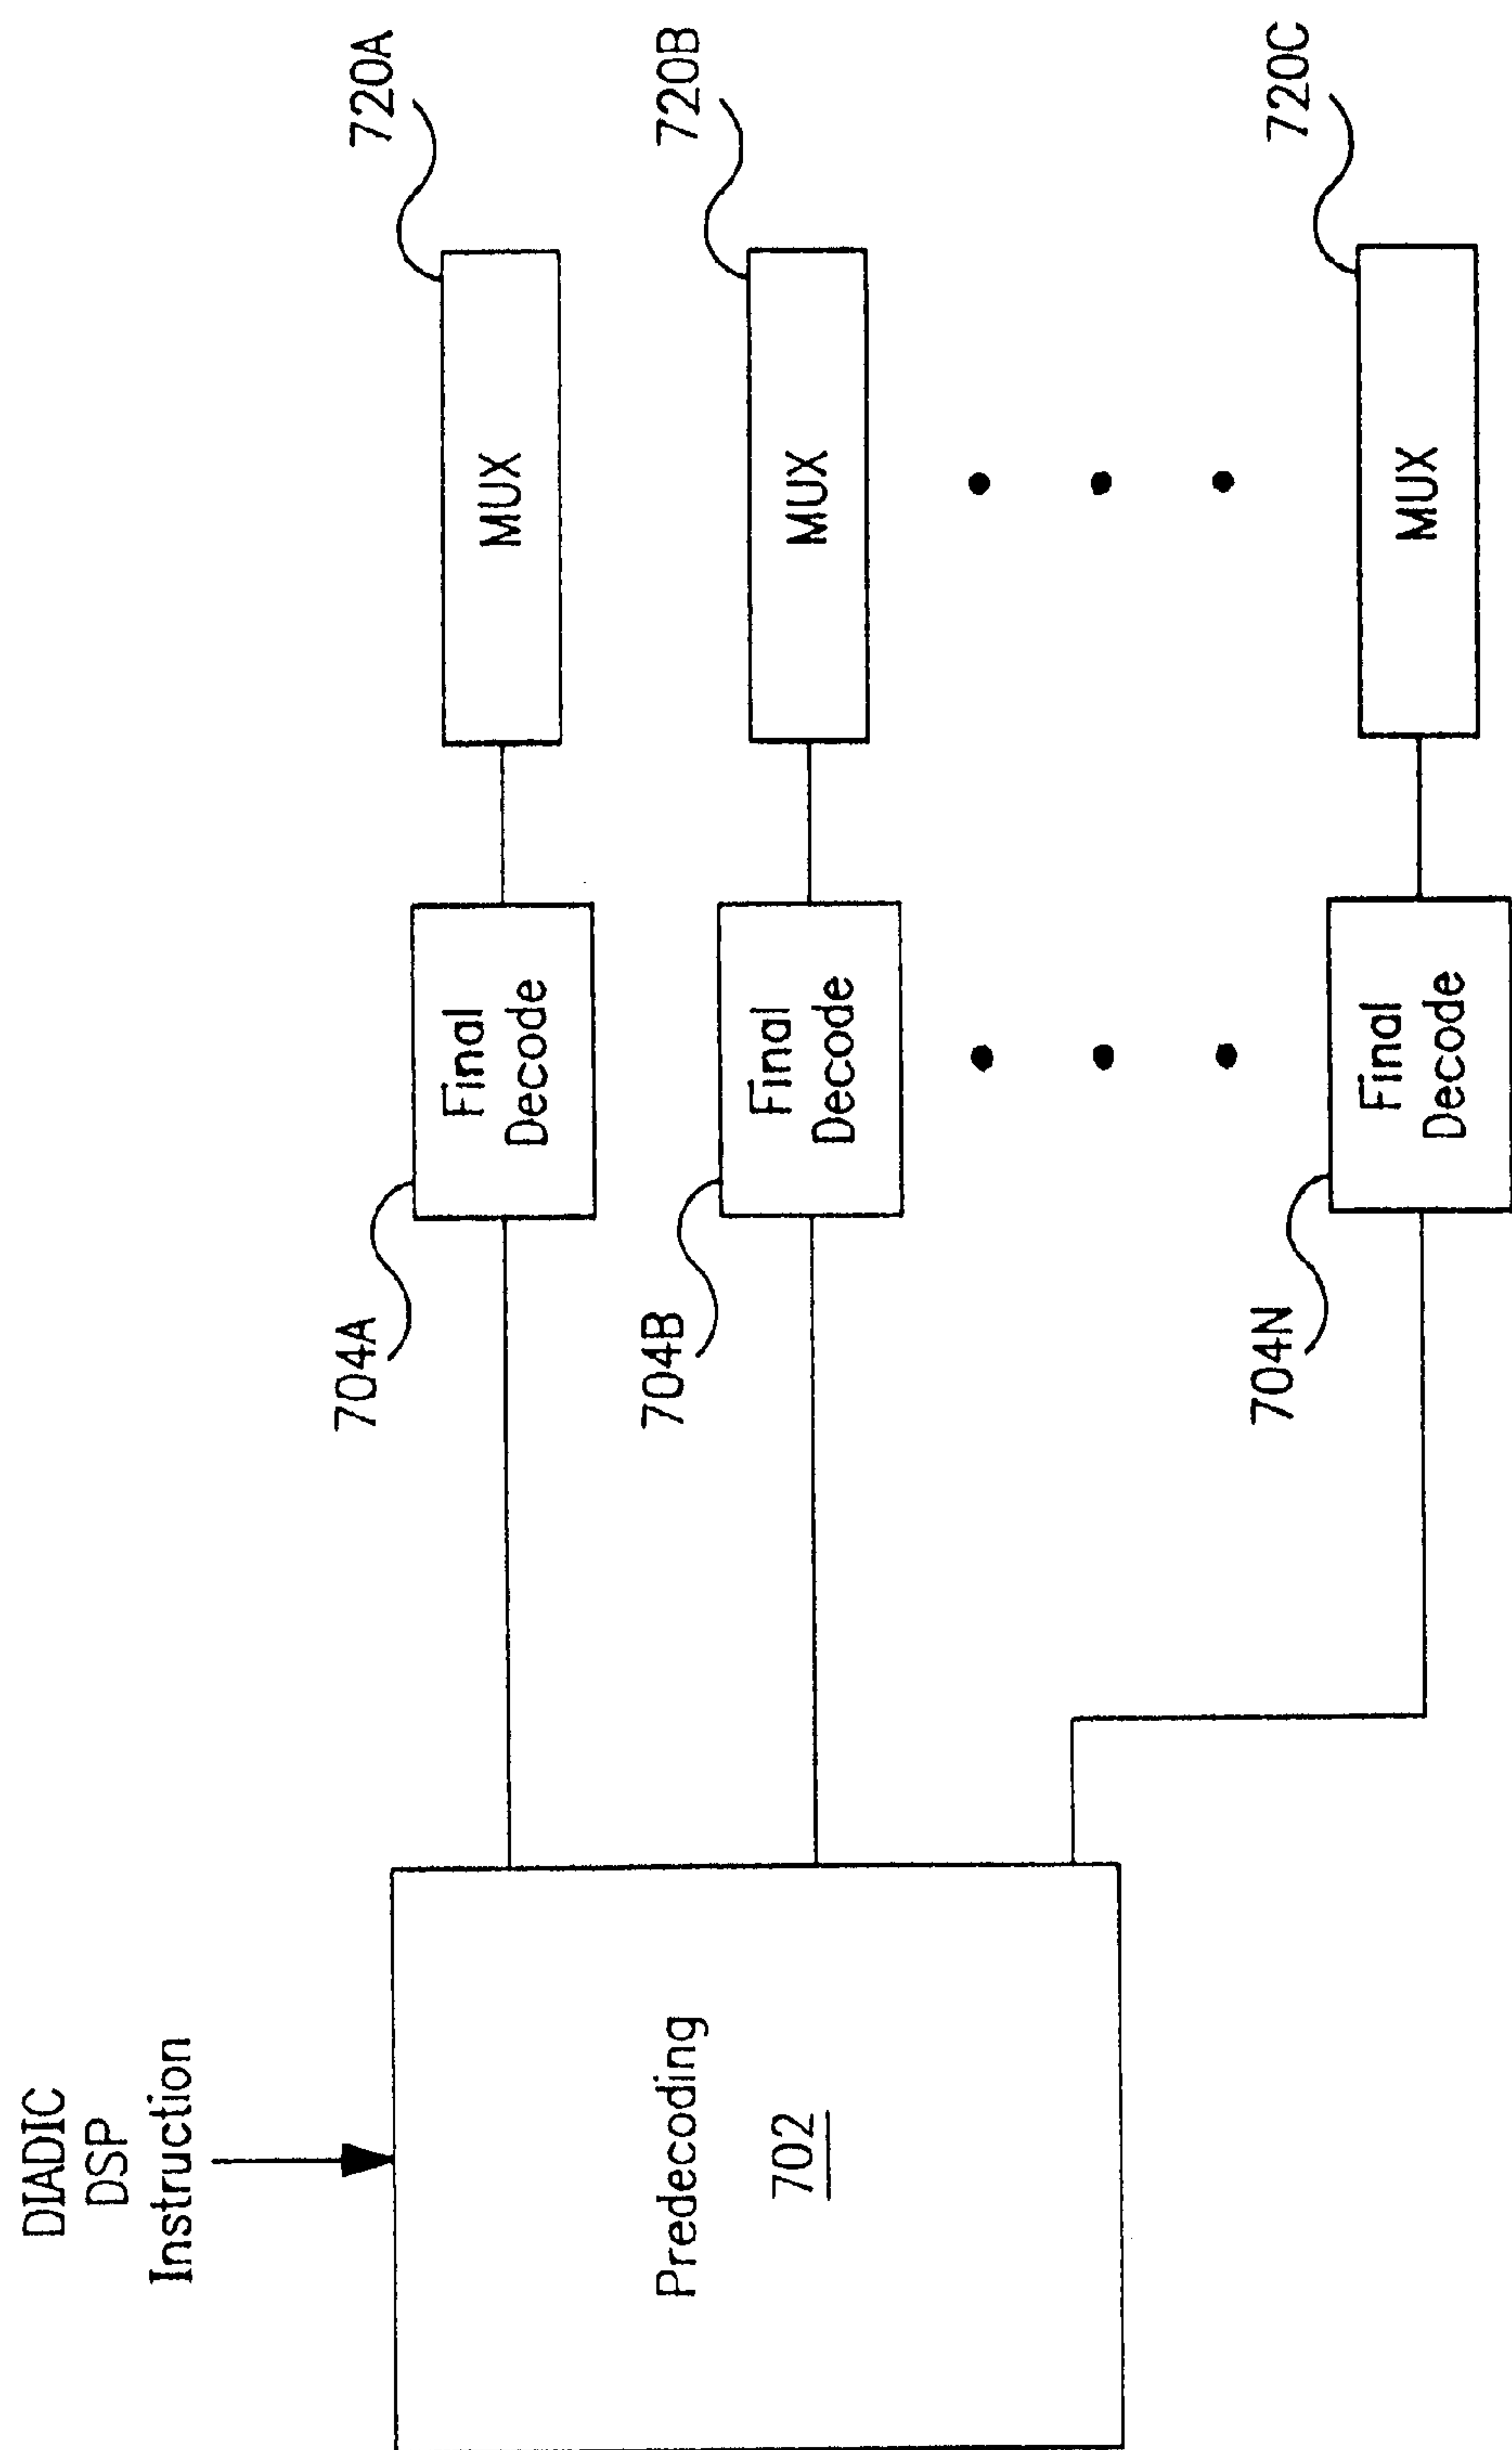 DIADIC
DSP
Instruction
Predecoding
702
704A
Final
Decode
MUX
720A
704B
Final
Decode
MUX
720B
704N
Final
Decode
MUX
720C